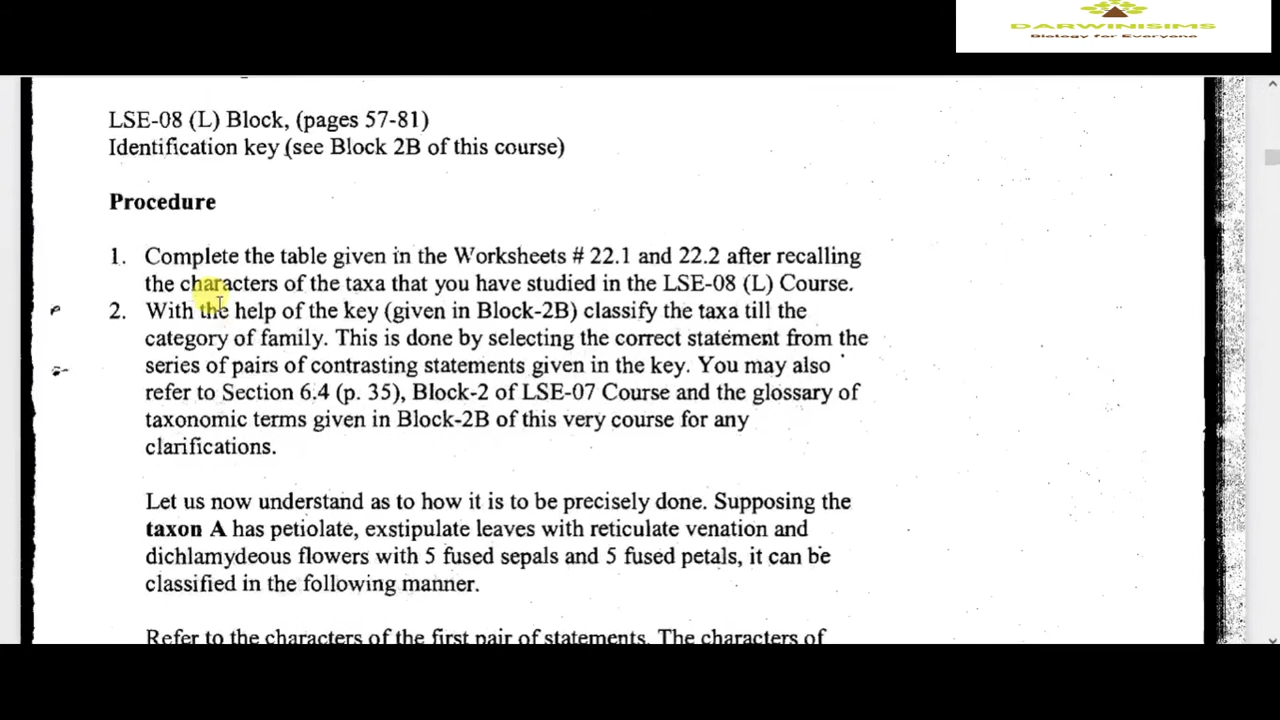 DARWINISIMS
Biology for Everyone
LSE-08 (L) Block, (pages 57-81)
Identification key (see Block 2B of this course)
Procedure
1. Complete the table given in the Worksheets # 22.1 and 22.2 after recalling
the characters of the taxa that you have studied in the LSE-08 (L) Course.
2. With the help of the key (given in Block-2B) classify the taxa till the
category of family. This is done by selecting the correct statement from the
series of pairs of contrasting statements given in the key. You may also
refer to Section 6.4 (p. 35), Block-2 of LSE-07 Course and the glossary of
taxonomic terms given in Block-2B of this very course for any
clarifications.
Let us now understand as to how it is to be precisely done. Supposing the
taxon A has petiolate, exstipulate leaves with reticulate venation and
dichlamydeous flowers with 5 fused sepals and 5 fused petals, it can be
classified in the following manner.
Refer to the characters of the first pair of statements. The characters of